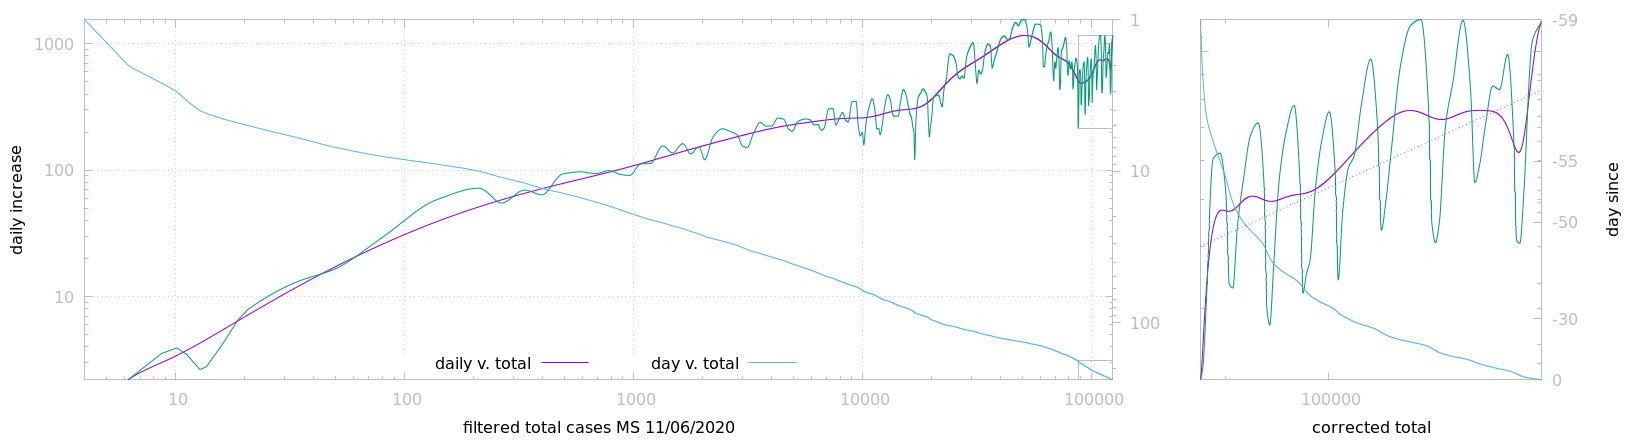 daily increase
1000
100
10
10
100
1000
10000
100000
filtered total cases MS 11/06/2020
daily v. total
day v. total
1
10
100
100000
corrected total
-59
-55
-50
-30
0
day since